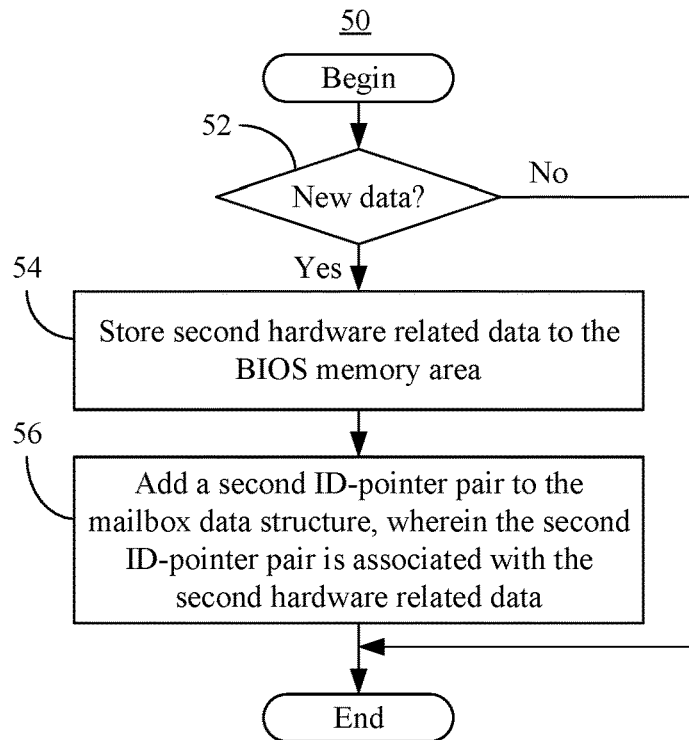 50
Begin
52
New data?
No
Yes
54
Store second hardware related data to the
BIOS memory area
56
Add a second ID-pointer pair to the
mailbox data structure, wherein the second
ID-pointer pair is associated with the
second hardware related data
End